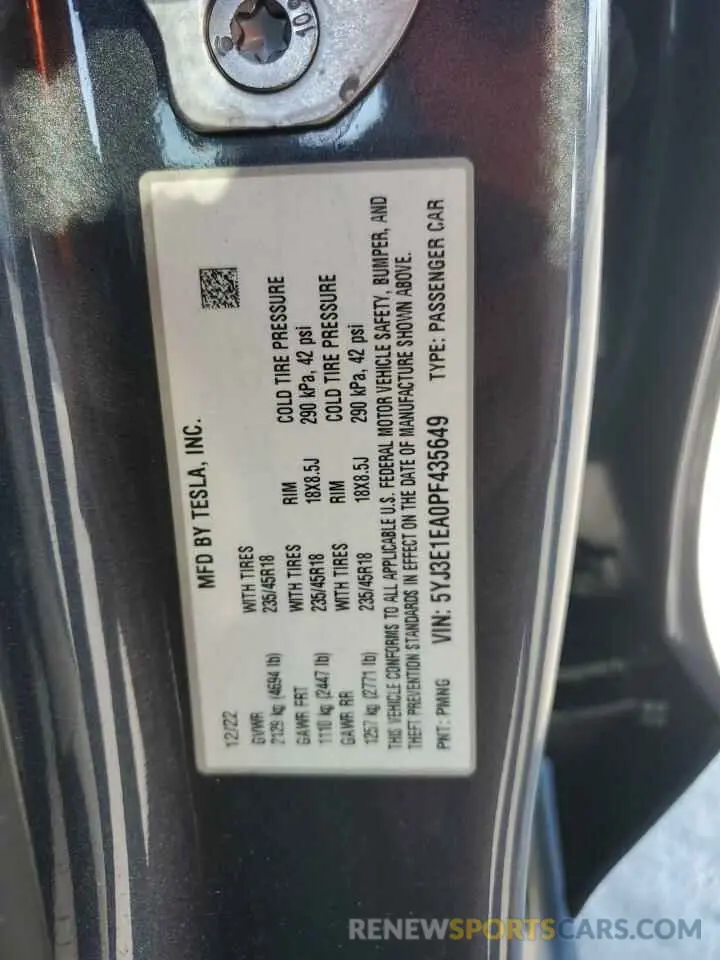 MFD BY TESLA, INC.
12/22
GVWR
2129 kg (4694 lb)
WITH TIRES
235/45R18
GAWR FRT
1110 kg (2447 lb)
WITH TIRES
235/45R18
RIM
18X8.5J
COLD TIRE PRESSURE
290 kPa, 42 psi
GAWR RR
1257 kg (2771 lb)
WITH TIRES
235/45R18
RIM
18X8.5J
COLD TIRE PRESSURE
290 kPa, 42 psi
THIS VEHICLE CONFORMS TO ALL APPLICABLE U.S. FEDERAL MOTOR VEHICLE SAFETY, BUMPER, AND
THEFT PREVENTION STANDARDS IN EFFECT ON THE DATE OF MANUFACTURE SHOWN ABOVE.
PNT: PMNG VIN: 5YJ3E1EA0PF435649 TYPE: PASSENGER CAR
RENEWSPORTSCARS.COM